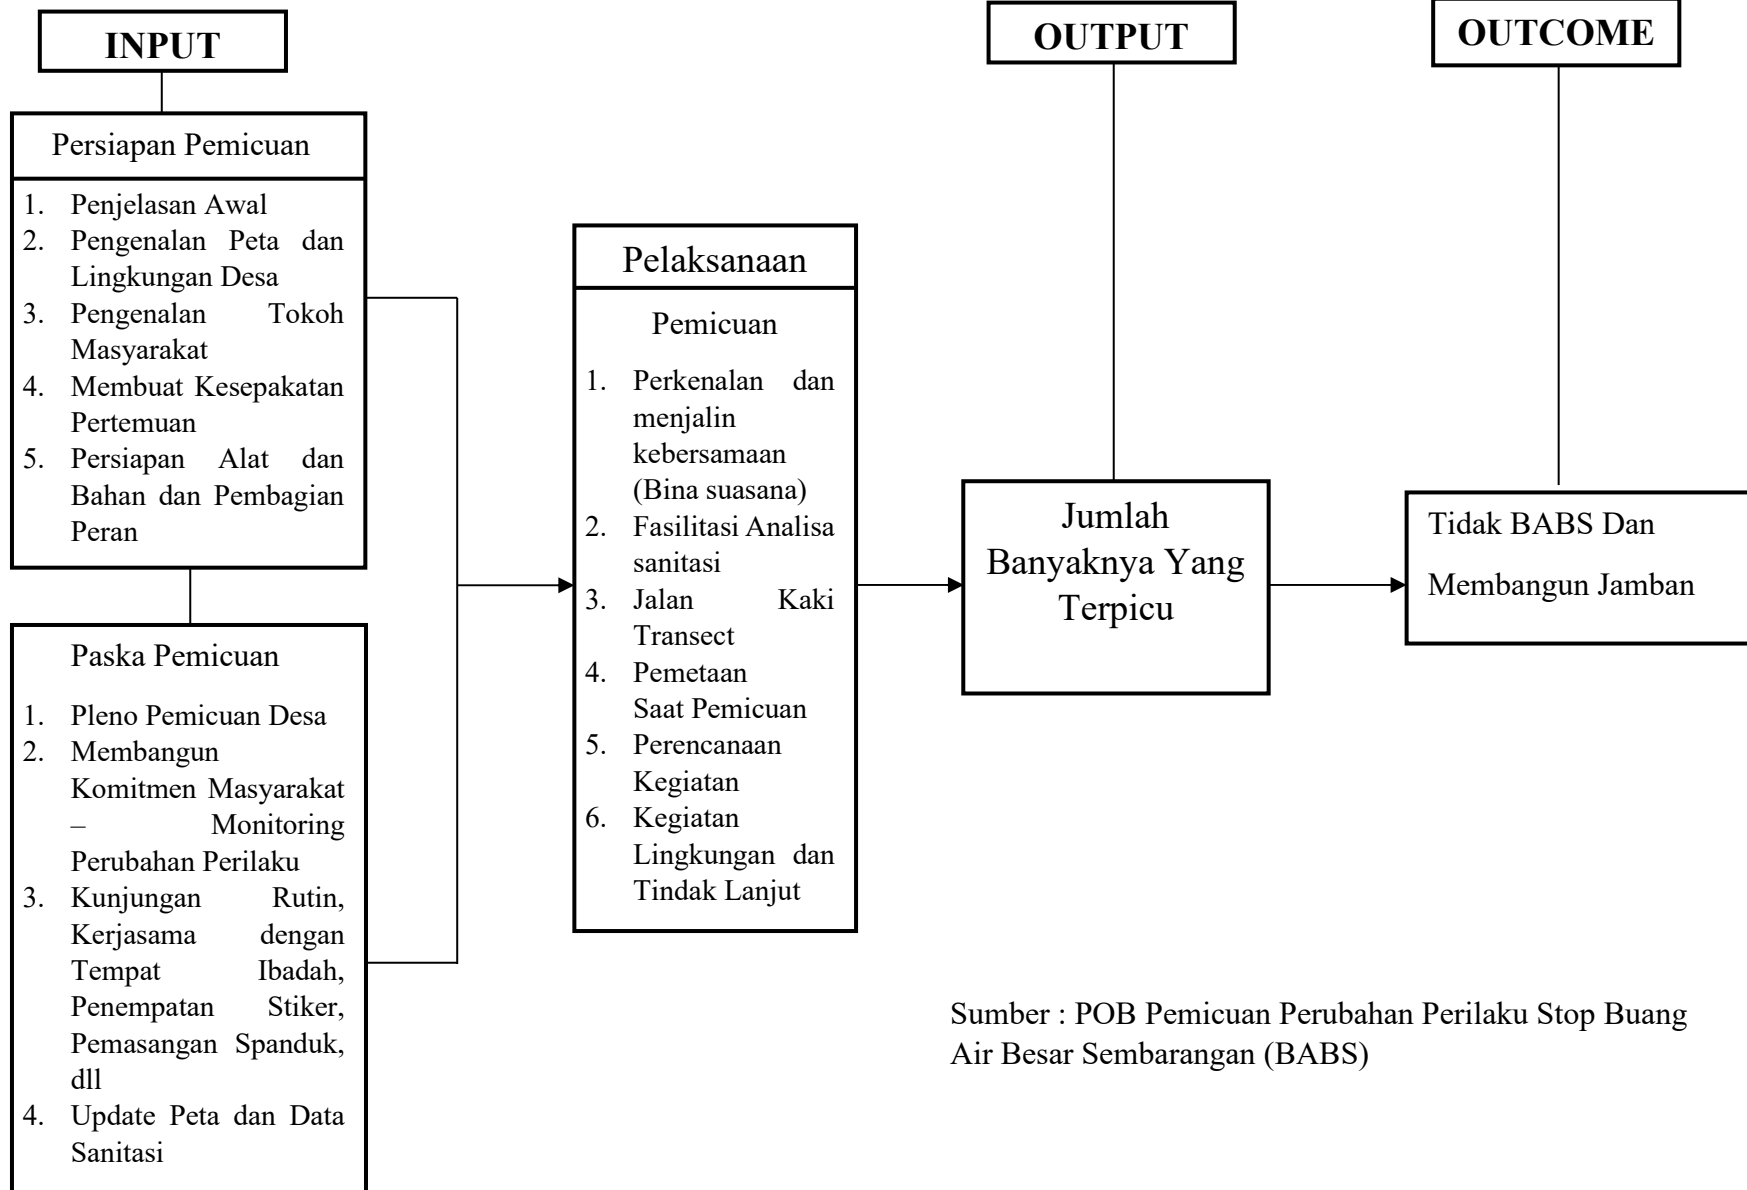 INPUT
Persiapan Pemicuan
1. Penjelasan Awal
2. Pengenalan Peta dan
Lingkungan Desa
3. Pengenalan Tokoh
Masyarakat
4. Membuat Kesepakatan
Pertemuan
5. Persiapan Alat dan
Bahan dan Pembagian
Peran
Paska Pemicuan
1. Pleno Pemicuan Desa
2. Membangun
Komitmen Masyarakat
– Monitoring
Perubahan Perilaku
3. Kunjungan Rutin,
Kerjasama dengan
Tempat Ibadah,
Penempatan Stiker,
Pemasangan Spanduk,
dll
4. Update Peta dan Data
Sanitasi
Pelaksanaan
Pemicuan
1. Perkenalan dan
menjalin
kebersamaan
(Bina suasana)
2. Fasilitasi Analisa
sanitasi
3. Jalan Kaki
Transect
4. Pemetaan
Saat Pemicuan
5. Perencanaan
Kegiatan
6. Kegiatan
Lingkungan dan
Tindak Lanjut
OUTPUT
Jumlah
Banyaknya Yang
Terpicu
OUTCOME
Tidak BABS Dan
Membangun Jamban
Sumber : POB Pemicuan Perubahan Perilaku Stop Buang
Air Besar Sembarangan (BABS)